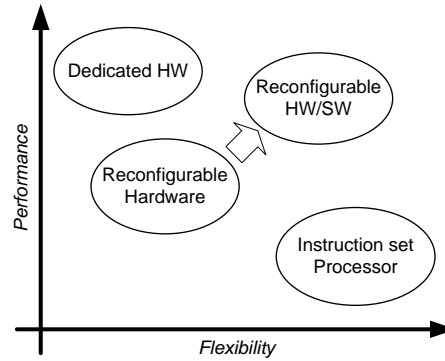 Dedicated HW
Reconfigurable
HW/SW
Reconfigurable
Hardware
Instruction set
Processor
Performance
Flexibility